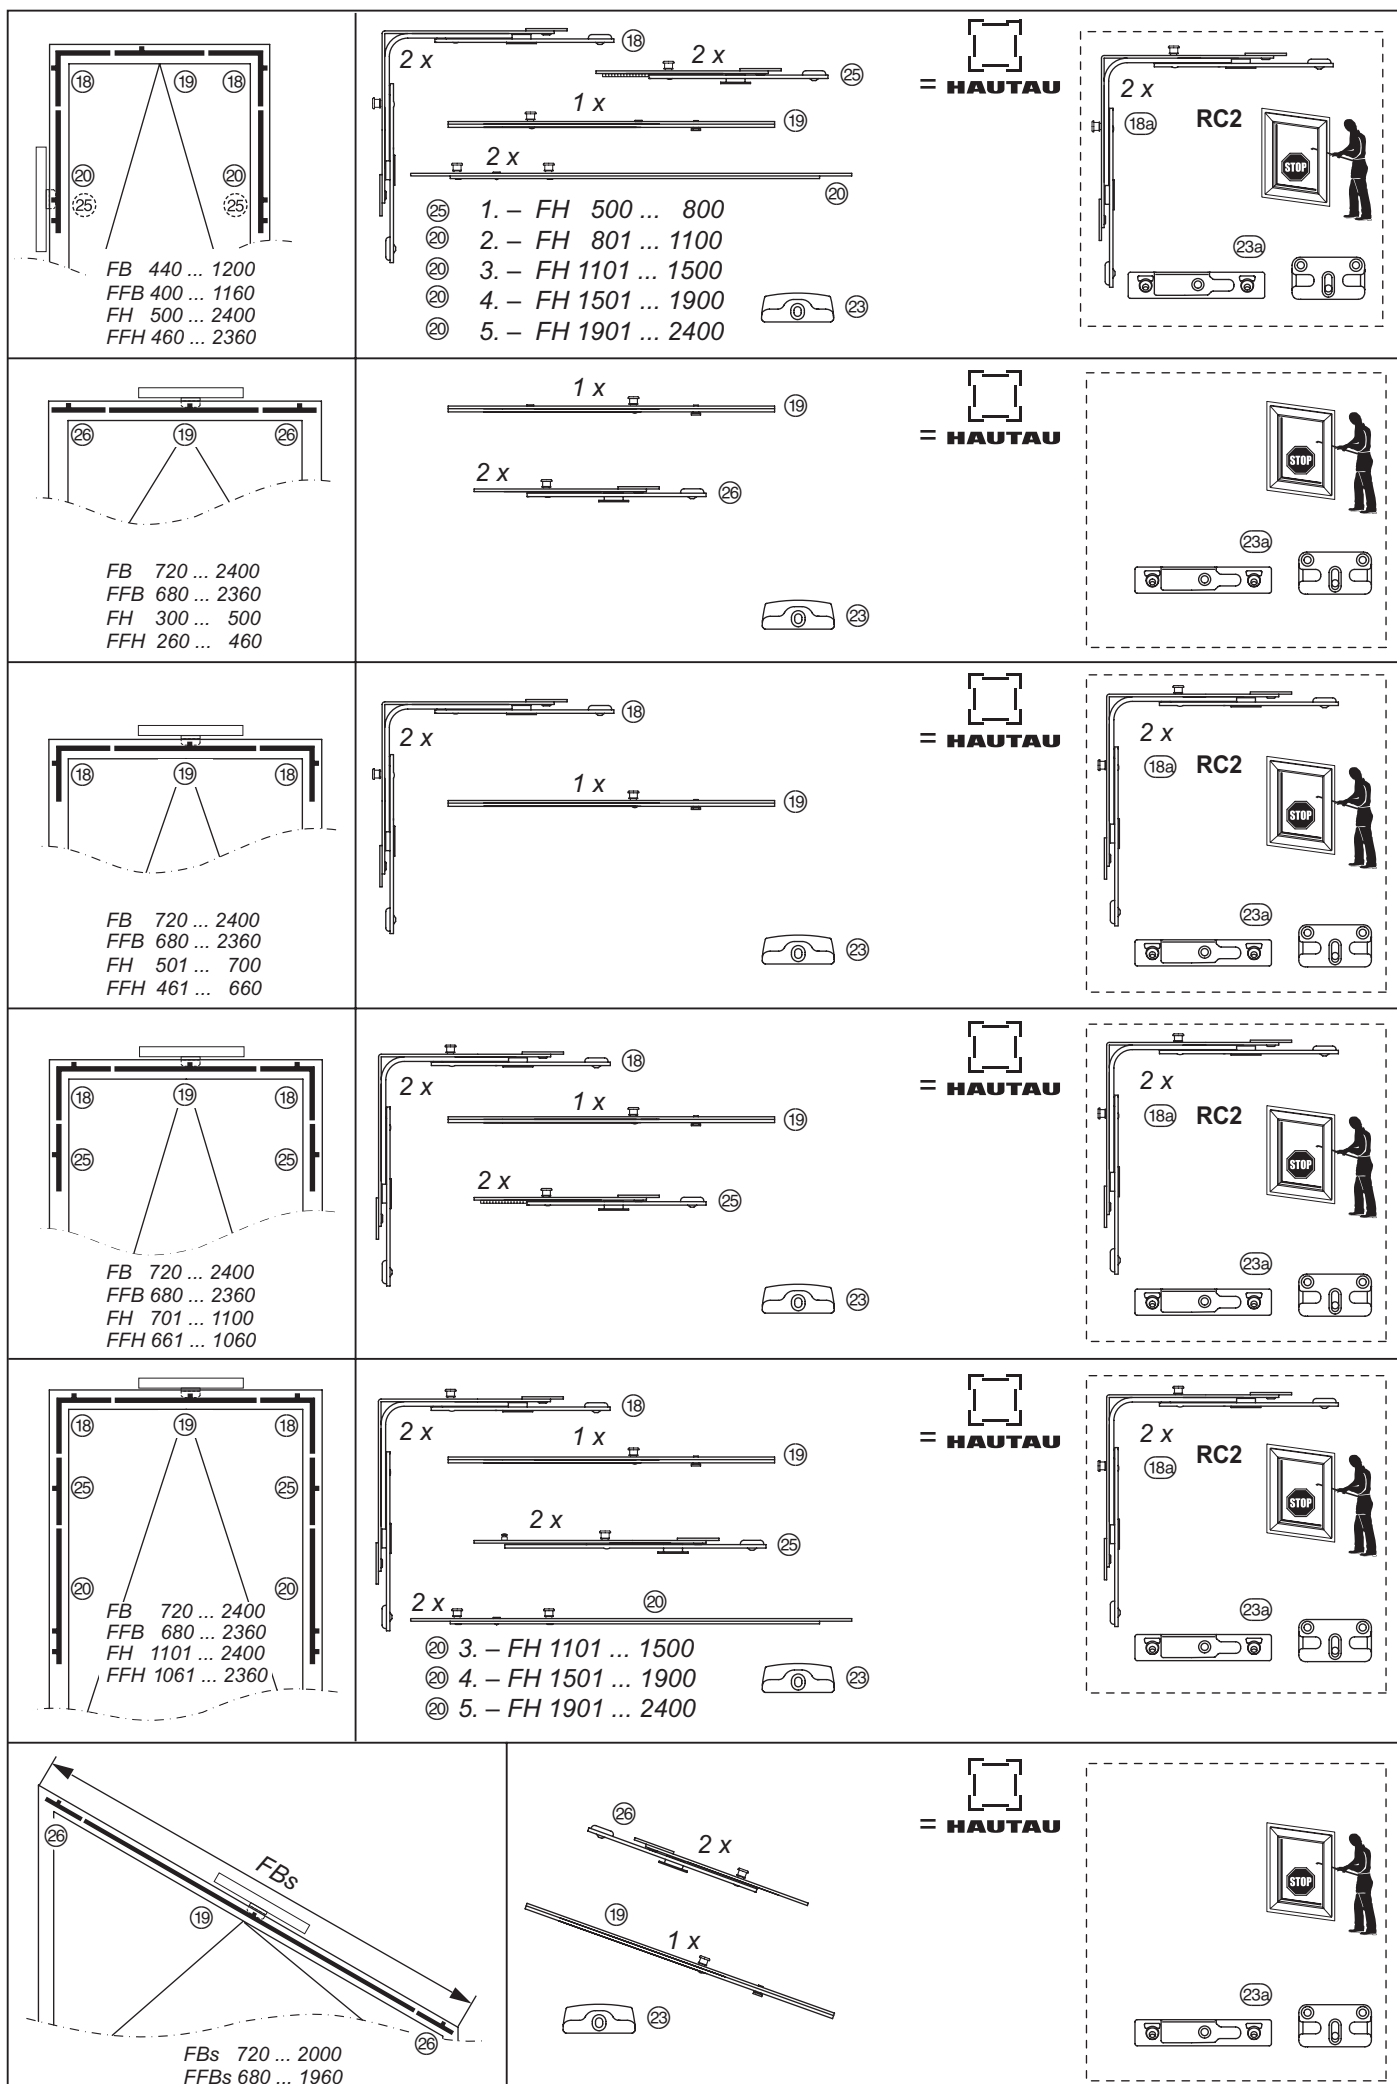 18 19 18
20 20
25 25
FB 440 ... 1200
FFB 400 ... 1160
FH 500 ... 2400
FFH 460 ... 2360
2 x 18
2 x 25
1 x 19
2 x 20
25 1. – FH 500 ... 800
20 2. – FH 801 ... 1100
20 3. – FH 1101 ... 1500
20 4. – FH 1501 ... 1900
20 5. – FH 1901 ... 2400
23
= HAUTAU
2 x
18a RC2
STOP
23a
26 19 26
FB 720 ... 2400
FFB 680 ... 2360
FH 300 ... 500
FFH 260 ... 460
1 x 19
2 x 26
23
= HAUTAU
STOP
23a
18 19 18
FB 720 ... 2400
FFB 680 ... 2360
FH 501 ... 700
FFH 461 ... 660
2 x 18
1 x 19
23
= HAUTAU
2 x
18a RC2
STOP
23a
18 19 18
25 25
FB 720 ... 2400
FFB 680 ... 2360
FH 701 ... 1100
FFH 661 ... 1060
2 x 18
1 x 19
2 x 25
23
= HAUTAU
2 x
18a RC2
STOP
23a
18 19 18
25 25
20 20
FB 720 ... 2400
FFB 680 ... 2360
FH 1101 ... 2400
FFH 1061 ... 2360
2 x 18
1 x 19
2 x 25
2 x 20
20 3. – FH 1101 ... 1500
20 4. – FH 1501 ... 1900
20 5. – FH 1901 ... 2400
23
= HAUTAU
2 x
18a RC2
STOP
23a
26
FBs
19
26
FBs 720 ... 2000
FFBs 680 ... 1960
26
2 x
19
1 x
23
= HAUTAU
STOP
23a